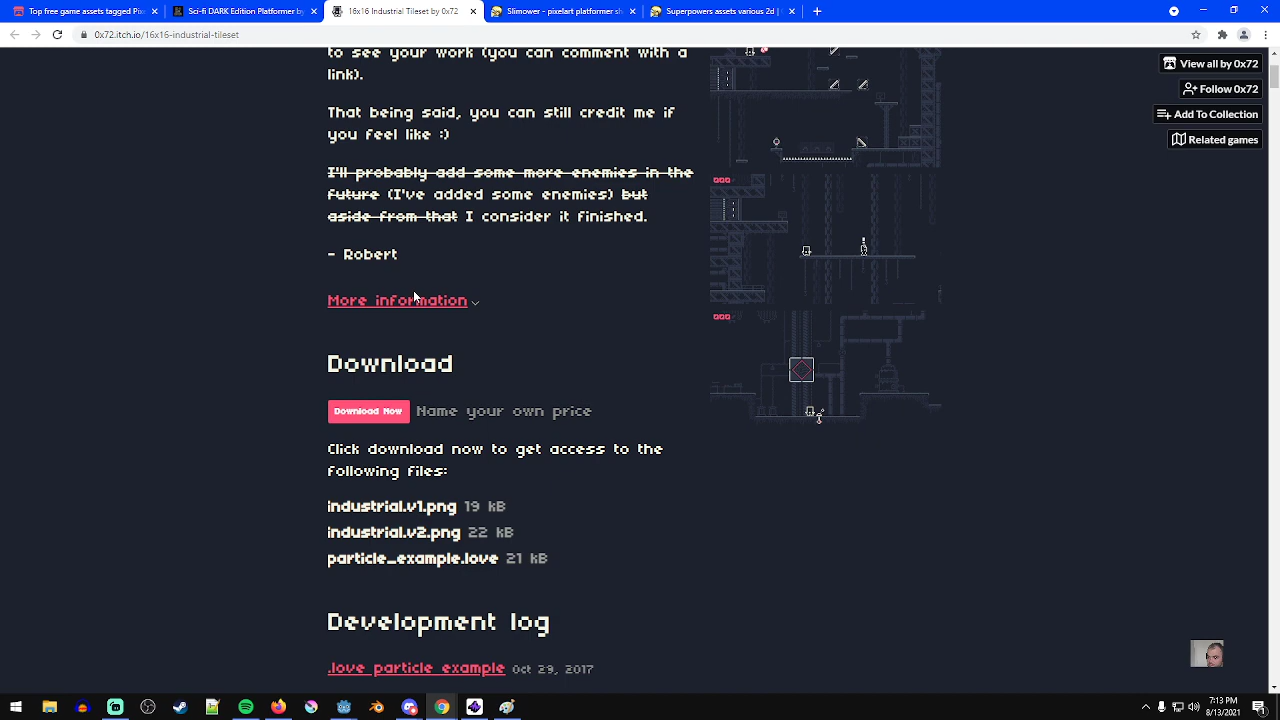 Top free game assets tagged Pix
Sci-fi DARK Edition Platformer by
16x16 Industrial Tileset by 0x72
Slimower - pixelart platformer sh
Superpowers assets various 2d |
0x72.itch.io/16x16-industrial-tileset
to see your work (you can comment with a
link).
That being said, you can still credit me if
you feel like :)
I'll probably add some more enemies in the
future (I've added some enemies) but
aside from that I consider it finished.
- Robert
More information
Download
Download Now Name your own price
Click download now to get access to the
following files:
industrial.v1.png 19 kB
industrial.v2.png 22 kB
particle_example.love 21 kB
Development log
.love particle example Oct 29, 2017
View all by 0x72
Follow 0x72
Add To Collection
Related games
7:13 PM
8/13/2021